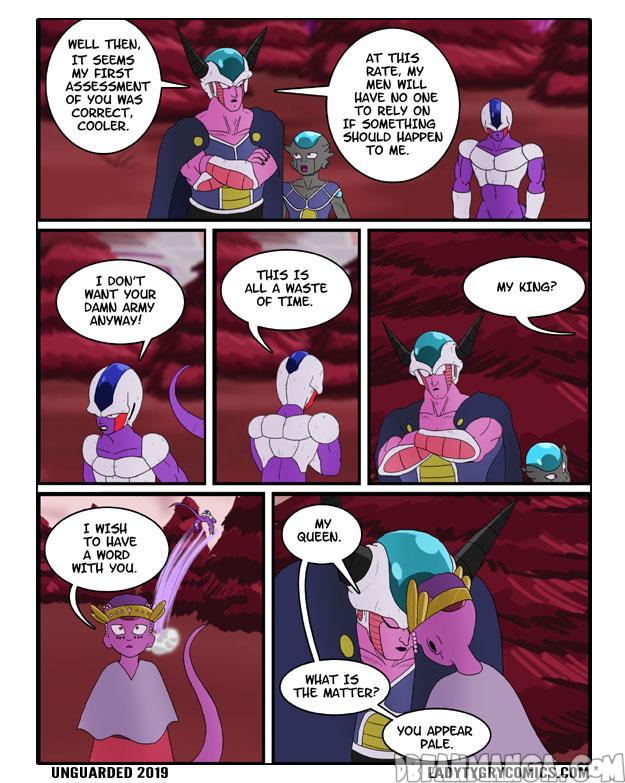 WELL THEN,
IT SEEMS
MY FIRST
ASSESSMENT
OF YOU WAS
CORRECT,
COOLER.
AT THIS
RATE, MY
MEN WILL
HAVE NO ONE
TO RELY ON
IF SOMETHING
SHOULD HAPPEN
TO ME.
I DON'T
WANT YOUR
DAMN ARMY
ANYWAY!
THIS IS
ALL A WASTE
OF TIME.
MY KING?
I WISH
TO HAVE
A WORD
WITH YOU.
MY
QUEEN.
WHAT IS
THE MATTER?
YOU APPEAR
PALE.
UNGUARDED 2019
LADYTYGRYCOMICS.COM
DBEANMANGA.COM